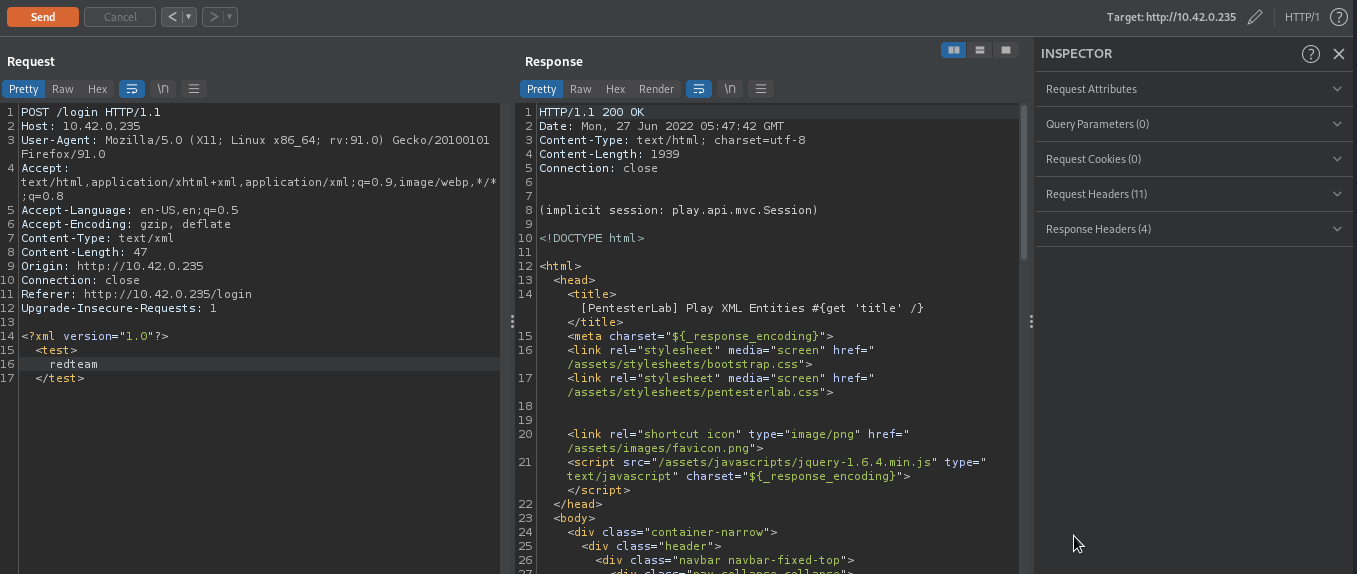 Send
Cancel
< | ▾
> | ▾
Target: http://10.42.0.235
HTTP/1
?
Request
Pretty Raw Hex \n
1 POST /login HTTP/1.1
2 Host: 10.42.0.235
3 User-Agent: Mozilla/5.0 (X11; Linux x86_64; rv:91.0) Gecko/20100101
Firefox/91.0
4 Accept:
text/html,application/xhtml+xml,application/xml;q=0.9,image/webp,*/*
;q=0.8
5 Accept-Language: en-US,en;q=0.5
6 Accept-Encoding: gzip, deflate
7 Content-Type: text/xml
8 Content-Length: 47
9 Origin: http://10.42.0.235
10 Connection: close
11 Referer: http://10.42.0.235/login
12 Upgrade-Insecure-Requests: 1
13
14 <?xml version="1.0"?>
15 <test>
16 redteam
17 </test>
Response
Pretty Raw Hex Render \n
1 HTTP/1.1 200 OK
2 Date: Mon, 27 Jun 2022 05:47:42 GMT
3 Content-Type: text/html; charset=utf-8
4 Content-Length: 1939
5 Connection: close
6
7
8 (implicit session: play.api.mvc.Session)
9
10 <!DOCTYPE html>
11
12 <html>
13 <head>
14 <title>
[PentesterLab] Play XML Entities #{get 'title' /}
</title>
15 <meta charset="${_response_encoding}">
16 <link rel="stylesheet" media="screen" href="
/assets/stylesheets/bootstrap.css">
17 <link rel="stylesheet" media="screen" href="
/assets/stylesheets/pentesterlab.css">
18
19
20 <link rel="shortcut icon" type="image/png" href="
/assets/images/favicon.png">
21 <script src="/assets/javascripts/jquery-1.6.4.min.js" type="
text/javascript" charset="${_response_encoding}">
</script>
22 </head>
23 <body>
24 <div class="container-narrow">
25 <div class="header">
26 <div class="navbar navbar-fixed-top">
27 <div class="nav-collapse collapse">
INSPECTOR
?
Request Attributes
Query Parameters (0)
Request Cookies (0)
Request Headers (11)
Response Headers (4)